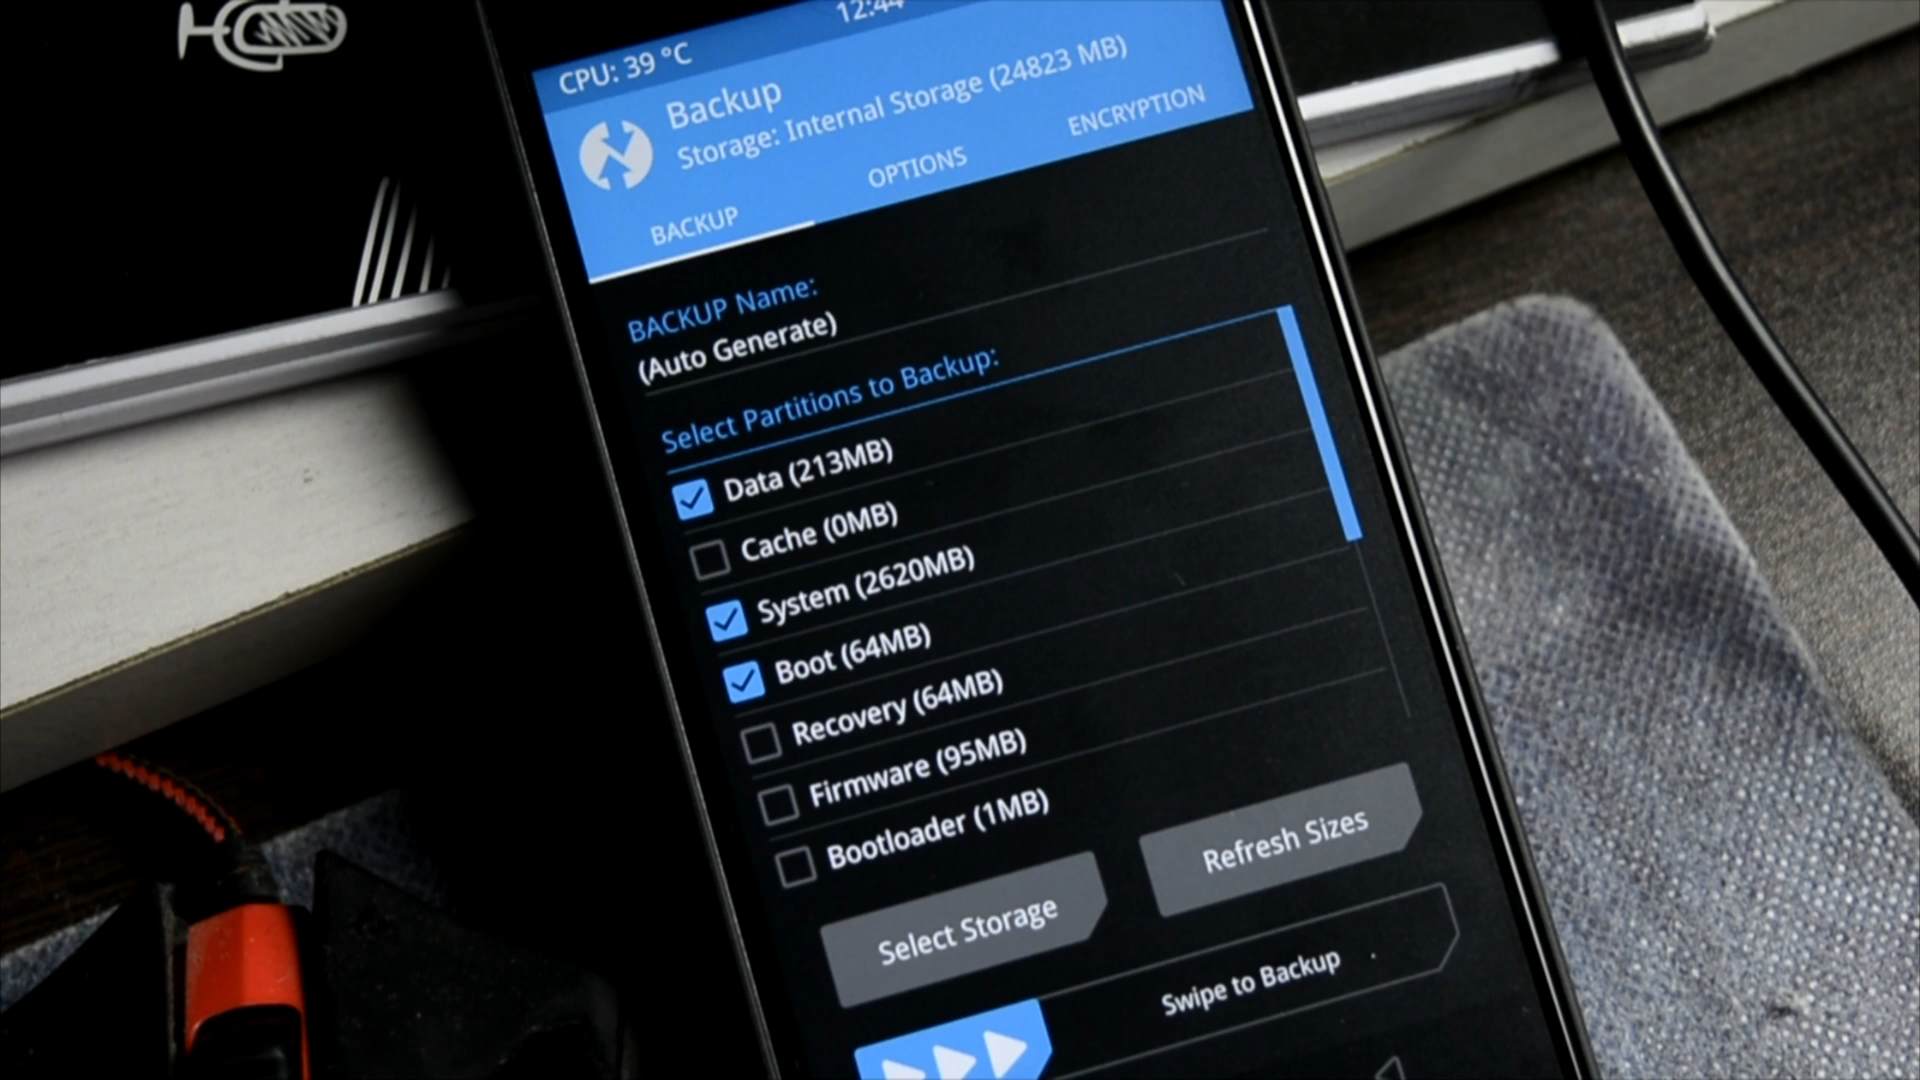 12:44
CPU: 39 °C
Backup
Storage: Internal Storage (24823 MB)
BACKUP
OPTIONS
ENCRYPTION
BACKUP Name:
(Auto Generate)
Select Partitions to Backup:
Data (213MB)
Cache (0MB)
System (2620MB)
Boot (64MB)
Recovery (64MB)
Firmware (95MB)
Bootloader (1MB)
Select Storage
Refresh Sizes
Swipe to Backup